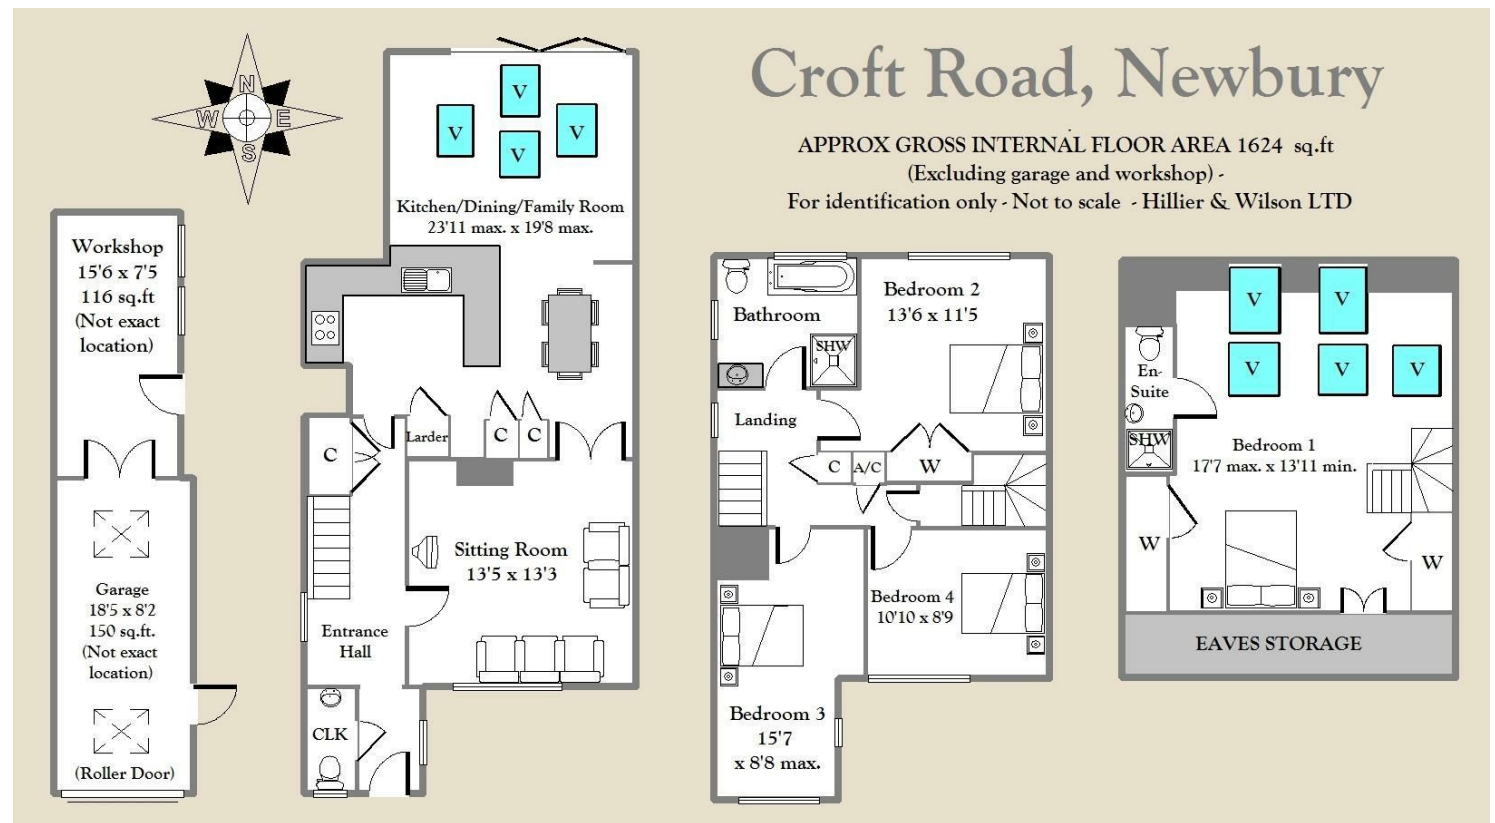 Croft Road, Newbury
APPROX GROSS INTERNAL FLOOR AREA 1624 sq.ft
(Excluding garage and workshop) -
For identification only - Not to scale - Hillier & Wilson LTD
N
W
E
S
Workshop
15'6 x 7'5
116 sq.ft
(Not exact
location)
Garage
18'5 x 8'2
150 sq.ft.
(Not exact
location)
(Roller Door)
V
V
V
V
Kitchen/Dining/Family Room
23'11 max. x 19'8 max.
Larder
C
C
C
Sitting Room
13'5 x 13'3
Entrance
Hall
CLK
Bathroom
SHW
Bedroom 2
13'6 x 11'5
Landing
C
A/C
W
Bedroom 4
10'10 x 8'9
Bedroom 3
15'7
x 8'8 max.
V
V
V
V
V
En-
Suite
SHW
Bedroom 1
17'7 max. x 13'11 min.
W
W
EAVES STORAGE